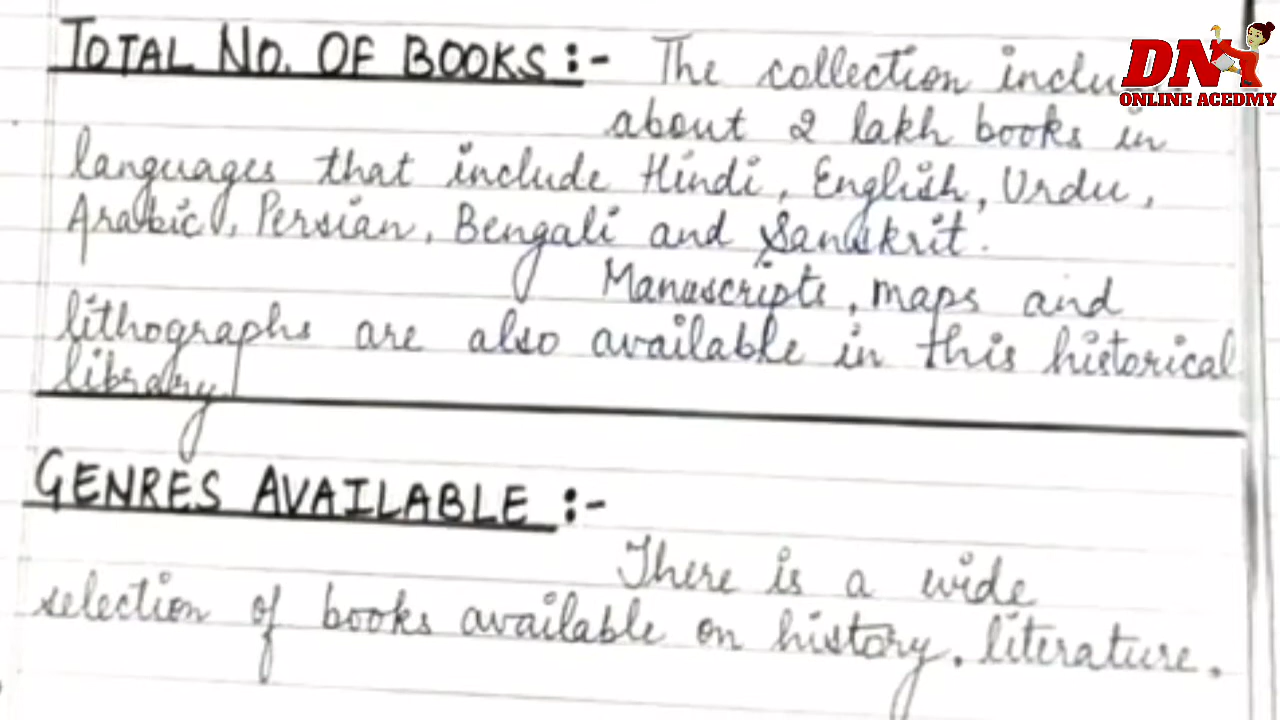 TOTAL NO. OF BOOKS :- The collection
DNY
ONLINE ACEDMY
about 2 lakh books in
languages that include Hindi, English, Urdu,
Arabic, Persian, Bengali and Sanskrit.
Manuscripts, maps and
lithographs are also available in this historical
library.
GENRES AVAILABLE :-
There is a wide
selection of books available on history, literature,